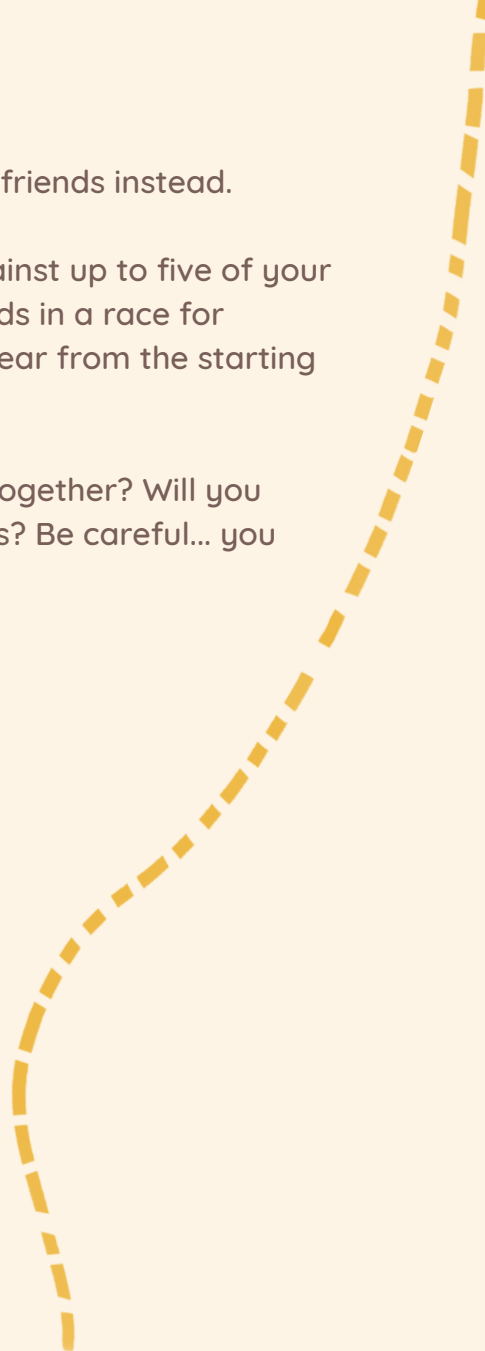 friends instead.
ainst up to five of your
ds in a race for
ear from the starting
ogether? Will you
s? Be careful... you